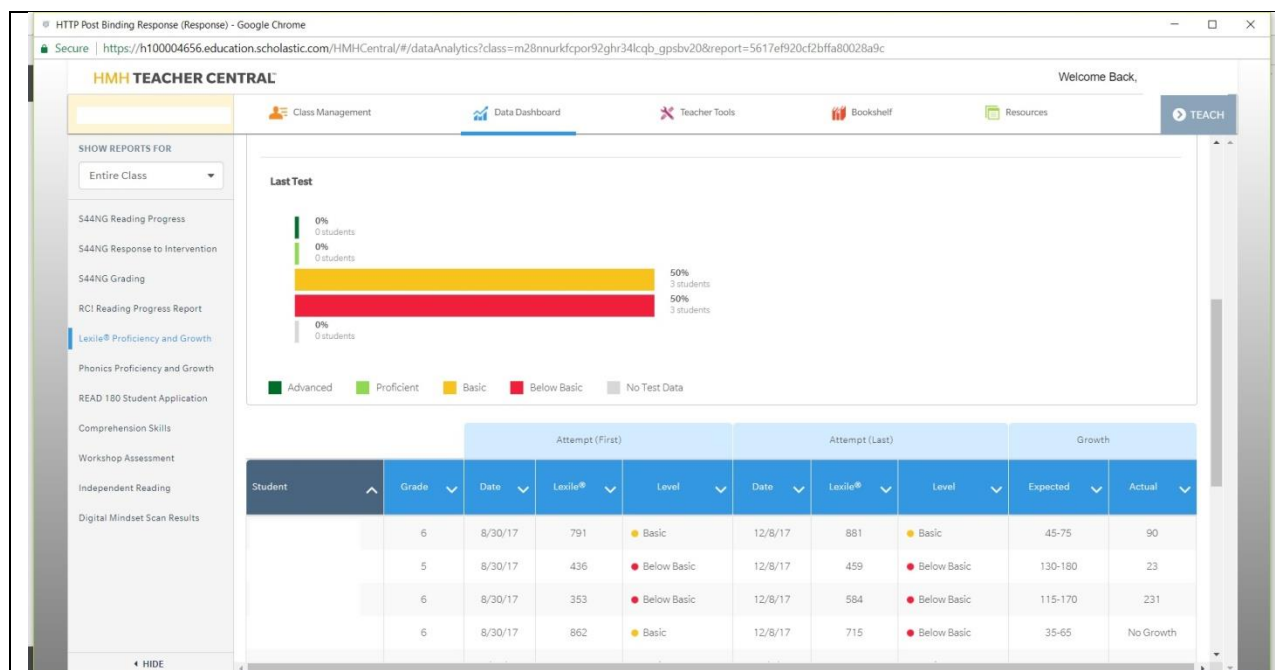 HTTP Post Binding Response (Response) - Google Chrome
Secure | https://h100004656.education.scholastic.com/HMHCentral/#/dataAnalytics?class=m28nnurkfcpor92ghr34lcqb_gpsbv20&report=5617ef920cf2bffa80028a9c
HMH TEACHER CENTRAL Welcome Back,
Class Management Data Dashboard Teacher Tools Bookshelf Resources TEACH
SHOW REPORTS FOR
Entire Class
S44NG Reading Progress
S44NG Response to Intervention
S44NG Grading
RCI Reading Progress Report
Lexile® Proficiency and Growth
Phonics Proficiency and Growth
READ 180 Student Application
Comprehension Skills
Workshop Assessment
Independent Reading
Digital Mindset Scan Results
HIDE
Last Test
0%
0 students
0%
0 students
50%
3 students
50%
3 students
0%
0 students
Advanced Proficient Basic Below Basic No Test Data
Attempt (First) Attempt (Last) Growth
Student Grade Date Lexile® Level Date Lexile® Level Expected Actual
6 8/30/17 791 Basic 12/8/17 881 Basic 45-75 90
5 8/30/17 436 Below Basic 12/8/17 459 Below Basic 130-180 23
6 8/30/17 353 Below Basic 12/8/17 584 Below Basic 115-170 231
6 8/30/17 862 Basic 12/8/17 715 Below Basic 35-65 No Growth